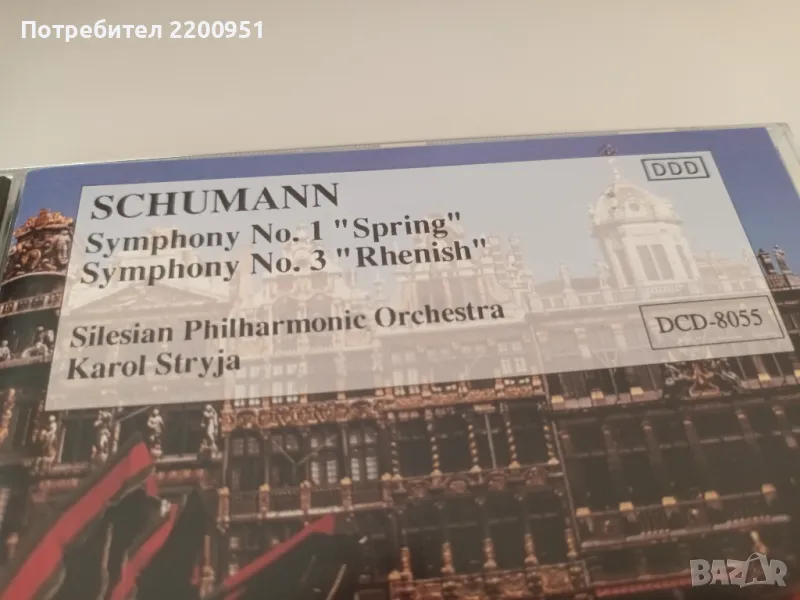 Потребител 2200951
DDD
SCHUMANN
Symphony No. 1 "Spring"
Symphony No. 3 "Rhenish"
Silesian Philharmonic Orchestra
Karol Stryja
DCD-8055
BAZAR